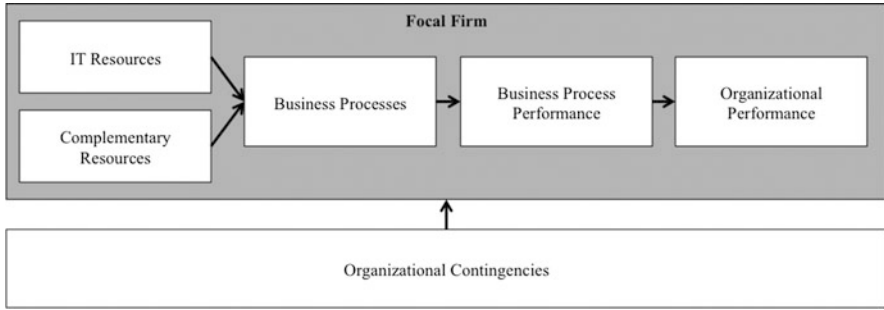 Focal Firm
IT Resources
Complementary
Resources
Business Processes
Business Process
Performance
Organizational
Performance
Organizational Contingencies